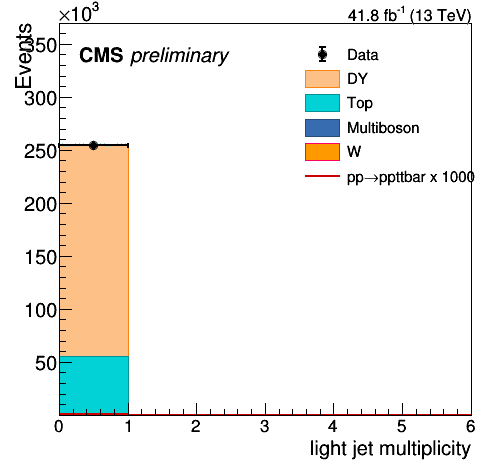 ×10³
41.8 fb⁻¹ (13 TeV)
Events
CMS preliminary
Data
DY
Top
Multiboson
W
pp→ppttbar x 1000
350
300
250
200
150
100
50
0 1 2 3 4 5 6
light jet multiplicity